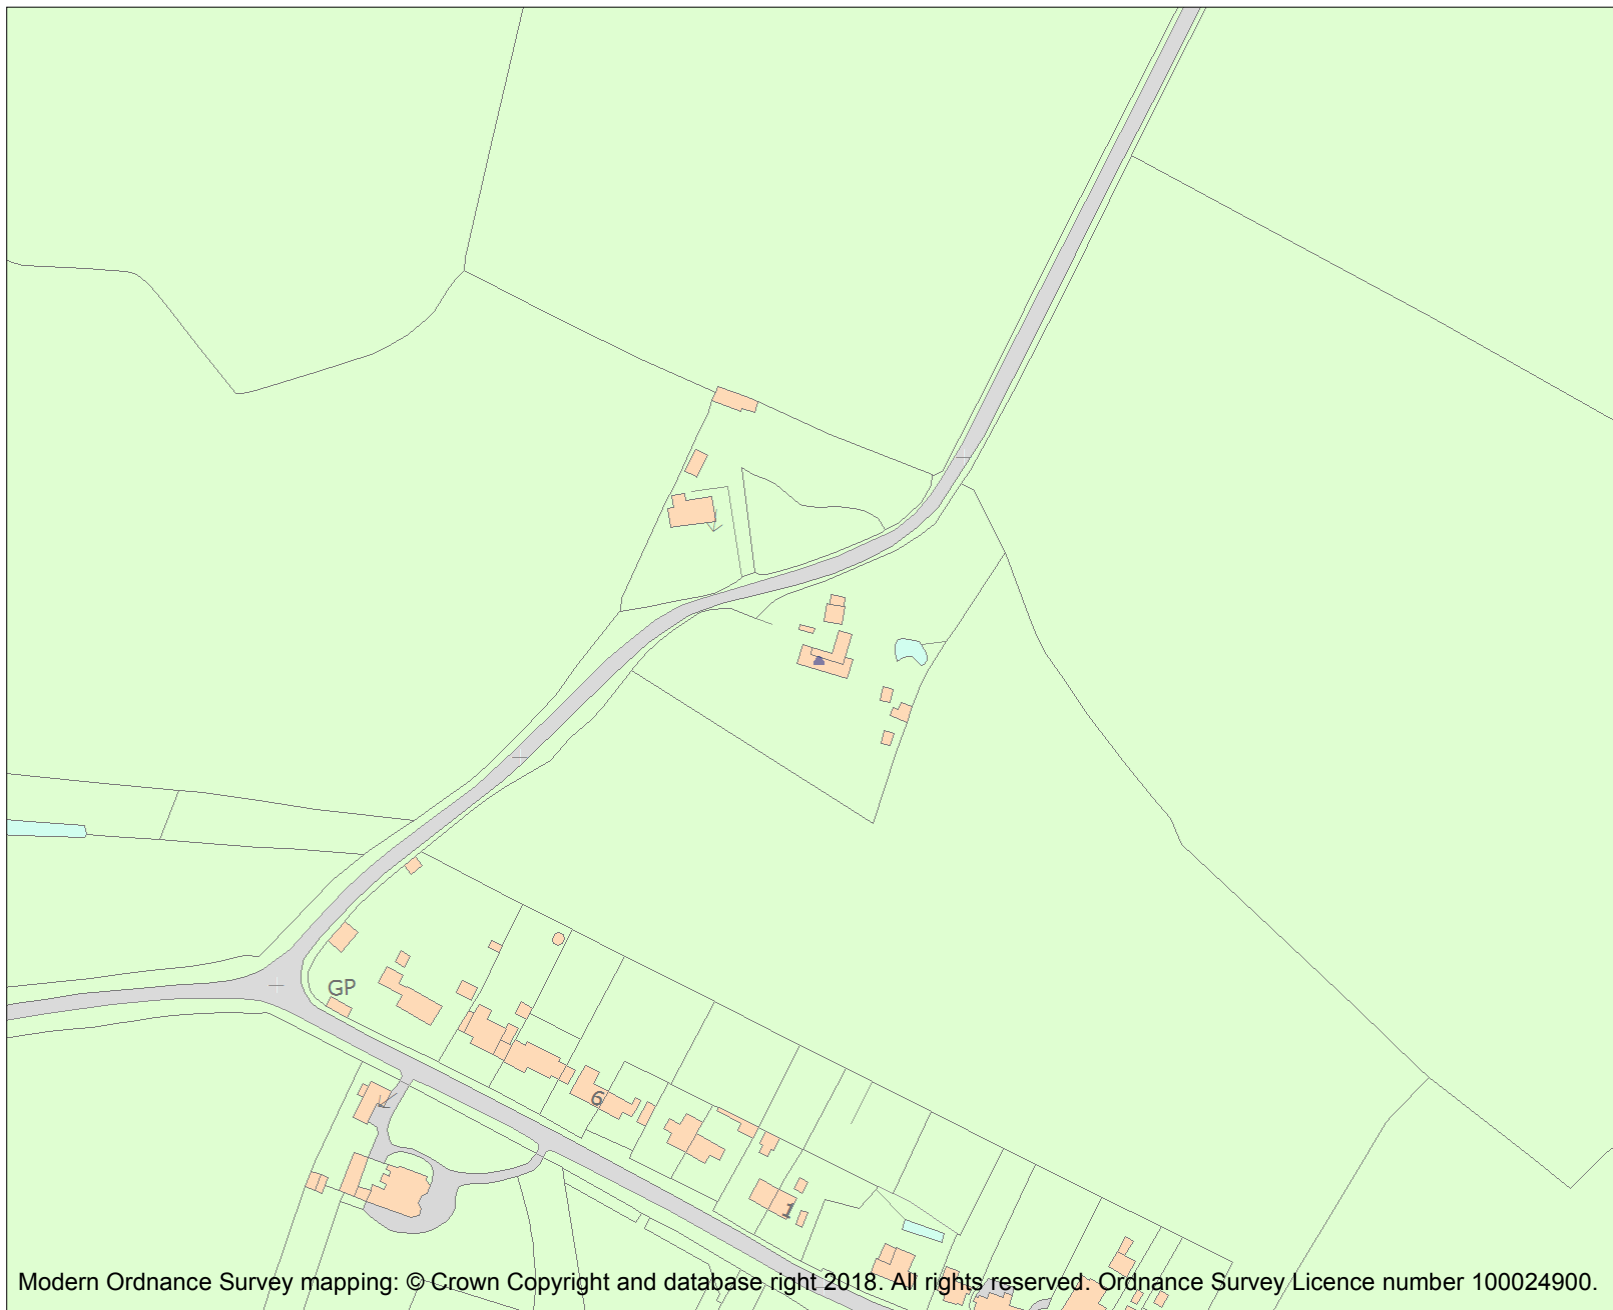 GP
6
1
Modern Ordnance Survey mapping: © Crown Copyright and database right 2018. All rights reserved. Ordnance Survey Licence number 100024900.